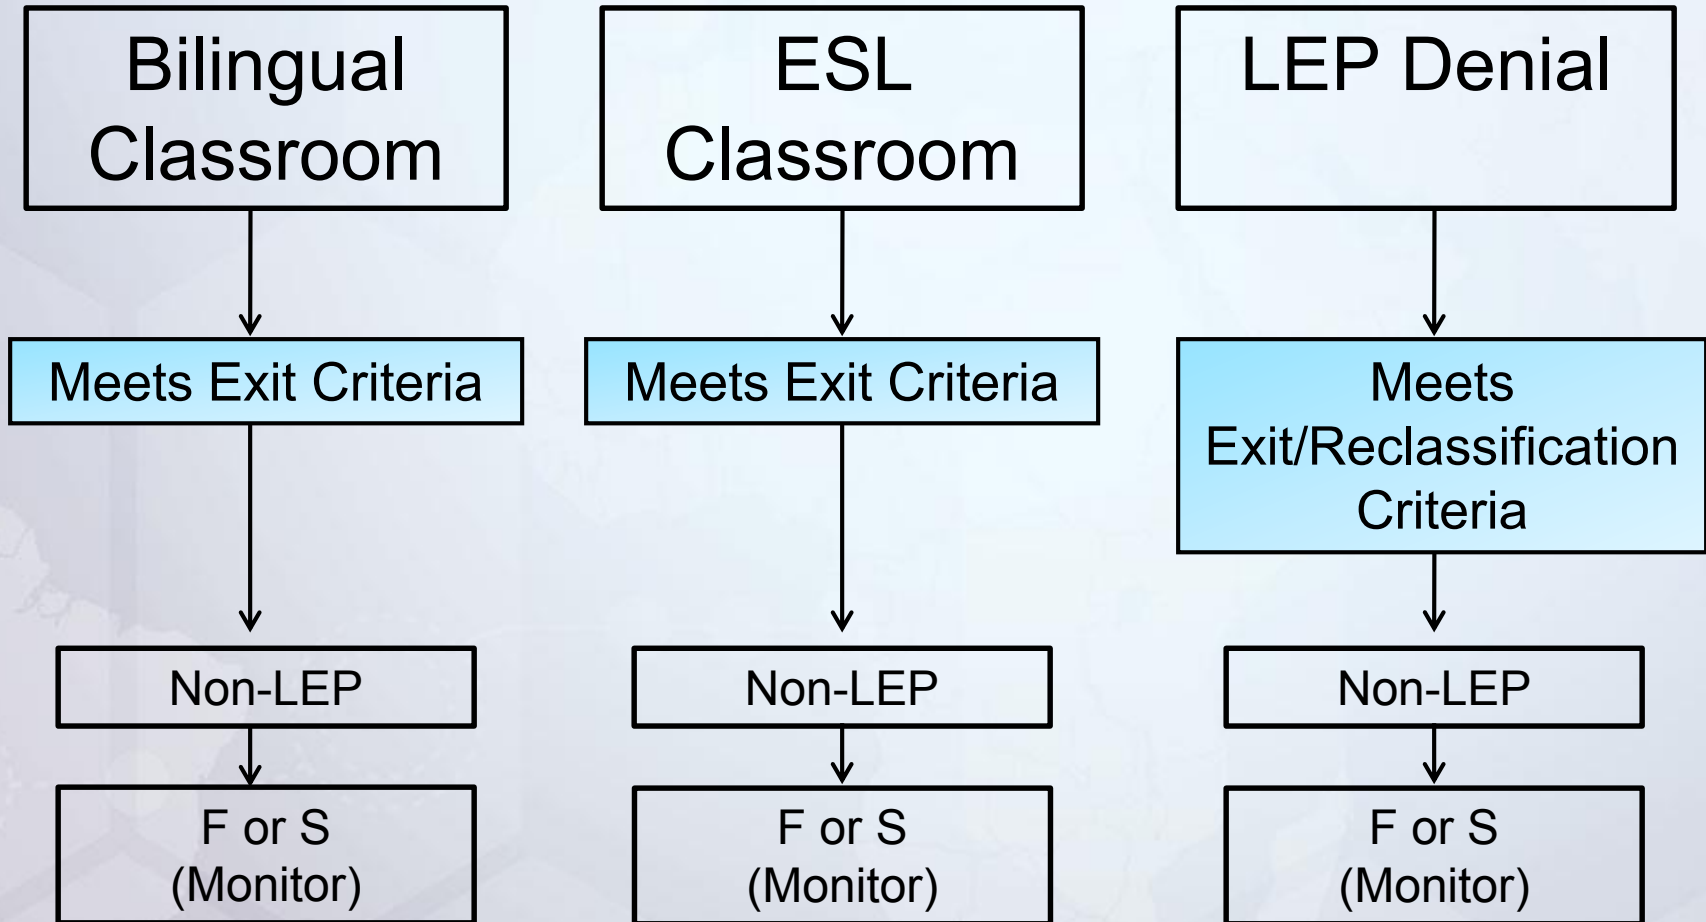 Bilingual
Classroom
ESL
Classroom
LEP Denial
Meets Exit Criteria
Meets Exit Criteria
Meets
Exit/Reclassification
Criteria
Non-LEP
Non-LEP
Non-LEP
F or S
(Monitor)
F or S
(Monitor)
F or S
(Monitor)